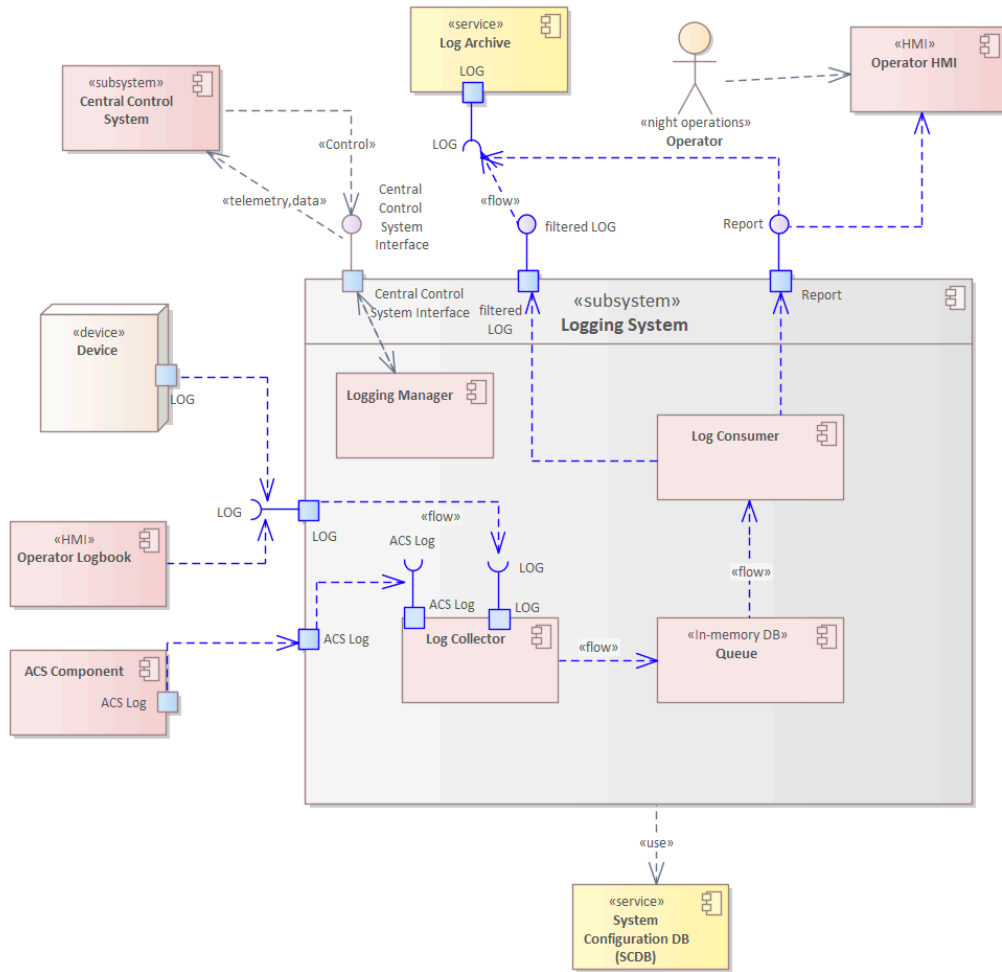 «service»
Log Archive
LOG
LOG
«subsystem»
Central Control
System
«night operations»
Operator
«HMI»
Operator HMI
«Control»
«telemetry,data»
Central
Control
System
Interface
«flow»
filtered LOG
Report
Central Control
System Interface
filtered
LOG
Report
«subsystem»
Logging System
«device»
Device
LOG
Logging Manager
Log Consumer
LOG
LOG
«flow»
«HMI»
Operator Logbook
ACS Log
LOG
«flow»
ACS Log
ACS Log
LOG
Log Collector
«flow»
«In-memory DB»
Queue
ACS Component
ACS Log
«use»
«service»
System
Configuration DB
(SCDB)